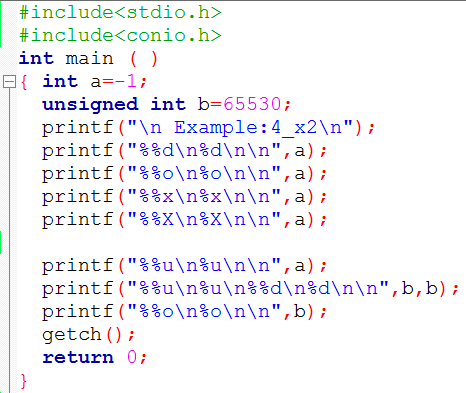 #include<stdio.h>
#include<conio.h>
int main ( )
{ int a=-1;
unsigned int b=65530;
printf("\n Example:4_x2\n");
printf("%%d\n%d\n\n",a);
printf("%%o\n%o\n\n",a);
printf("%%x\n%x\n\n",a);
printf("%%X\n%X\n\n",a);
printf("%%u\n%u\n\n",a);
printf("%%u\n%u\n%%d\n%d\n\n",b,b);
printf("%%o\n%o\n\n",b);
getch();
return 0;
}